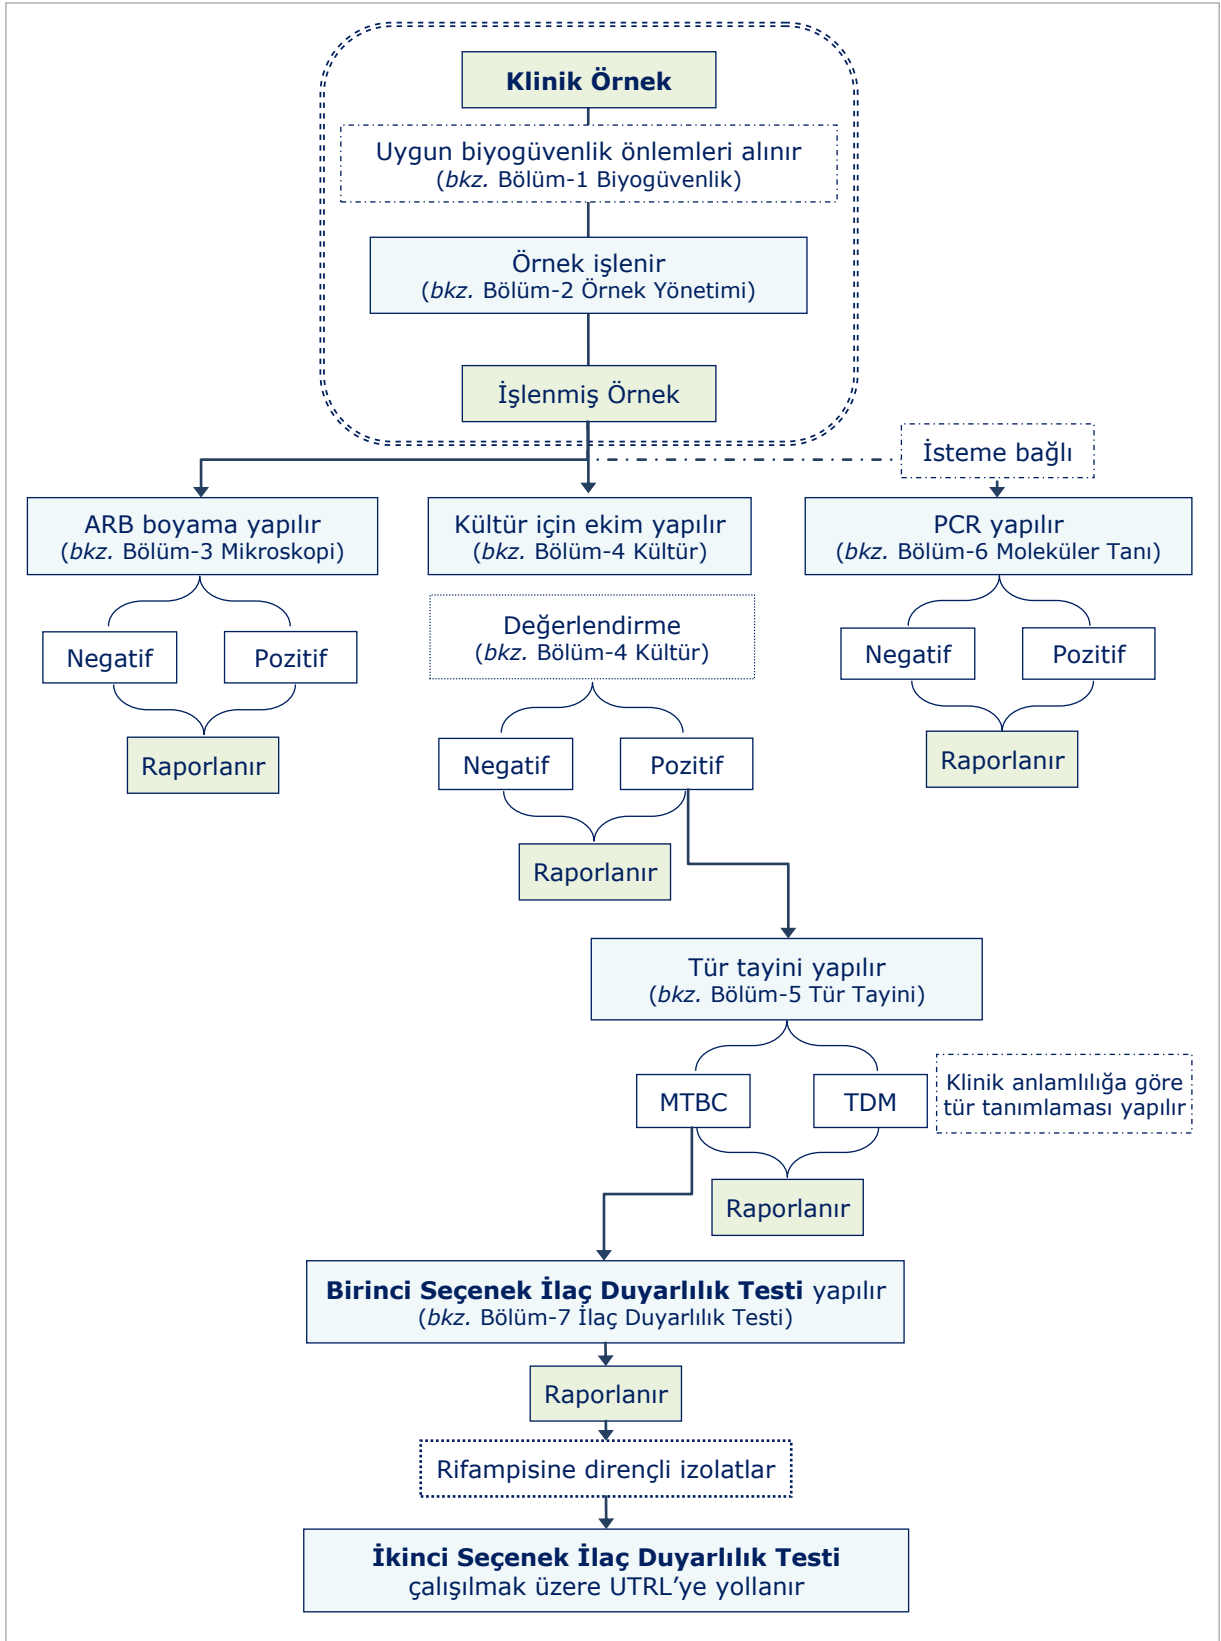 Klinik Örnek
Uygun biyogüvenlik önlemleri alınır
(bkz. Bölüm-1 Biyogüvenlik)
Örnek işlenir
(bkz. Bölüm-2 Örnek Yönetimi)
İşlenmiş Örnek
İsteme bağlı
ARB boyama yapılır
(bkz. Bölüm-3 Mikroskopi)
Kültür için ekim yapılır
(bkz. Bölüm-4 Kültür)
PCR yapılır
(bkz. Bölüm-6 Moleküler Tanı)
Negatif
Pozitif
Raporlanır
Değerlendirme
(bkz. Bölüm-4 Kültür)
Negatif
Pozitif
Raporlanır
Negatif
Pozitif
Raporlanır
Tür tayini yapılır
(bkz. Bölüm-5 Tür Tayini)
MTBC
TDM
Klinik anlamlılığa göre
tür tanımlaması yapılır
Raporlanır
Birinci Seçenek İlaç Duyarlılık Testi yapılır
(bkz. Bölüm-7 İlaç Duyarlılık Testi)
Raporlanır
Rifampisine dirençli izolatlar
İkinci Seçenek İlaç Duyarlılık Testi
çalışılmak üzere UTRL’ye yollanır